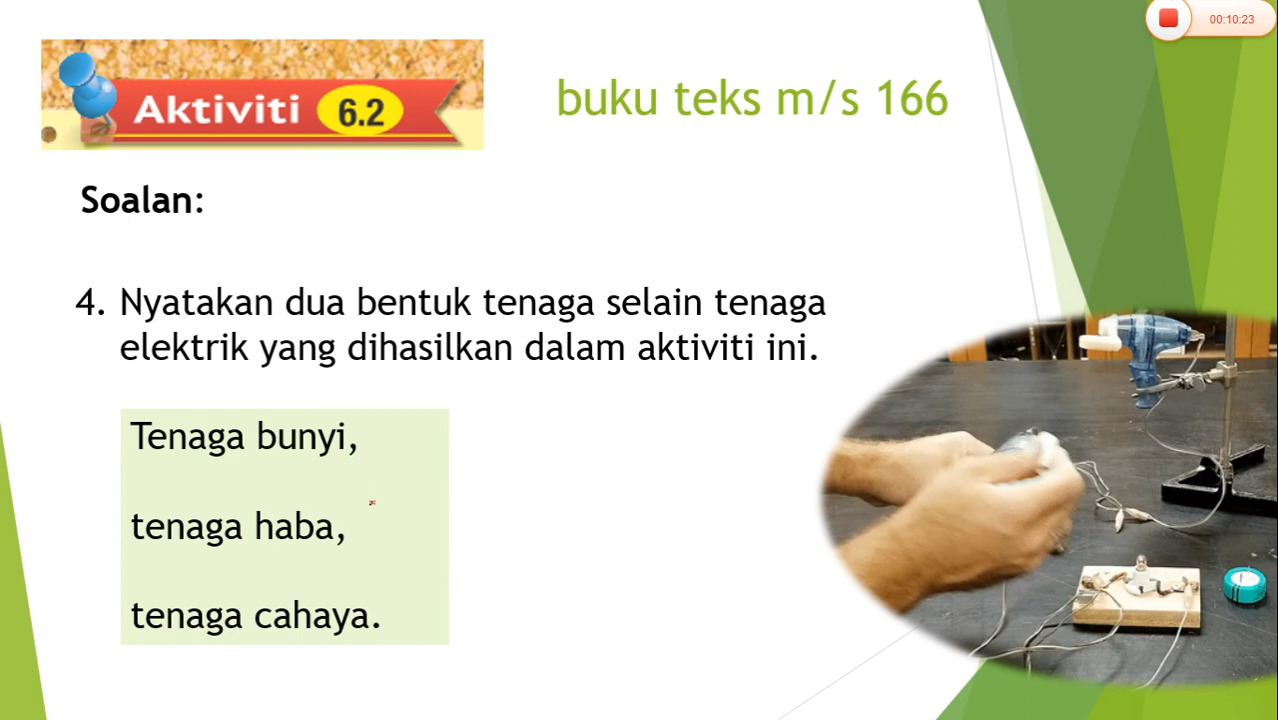 00:10:23
Aktiviti 6.2
buku teks m/s 166
Soalan:
4. Nyatakan dua bentuk tenaga selain tenaga
elektrik yang dihasilkan dalam aktiviti ini.
Tenaga bunyi,
tenaga haba,
tenaga cahaya.